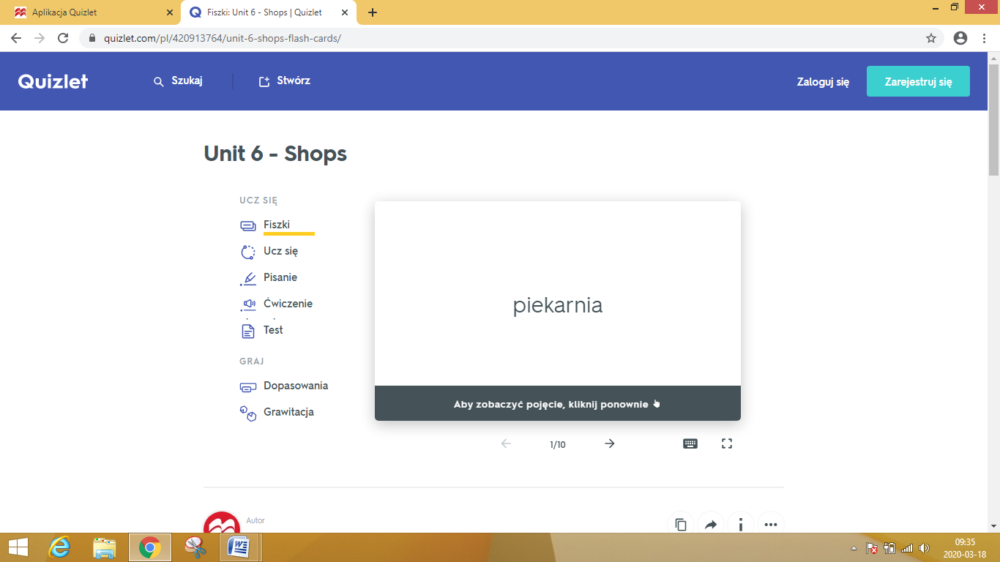 Aplikacja Quizlet
Fiszki: Unit 6 - Shops | Quizlet
quizlet.com/pl/420913764/unit-6-shops-flash-cards/
Quizlet
Szukaj
Stwórz
Zaloguj się
Zarejestruj się
Unit 6 - Shops
UCZ SIĘ
Fiszki
Ucz się
Pisanie
Ćwiczenie
Test
GRAJ
Dopasowania
Grawitacja
piekarnia
Aby zobaczyć pojęcie, kliknij ponownie
1/10
Autor
09:35
2020-03-18